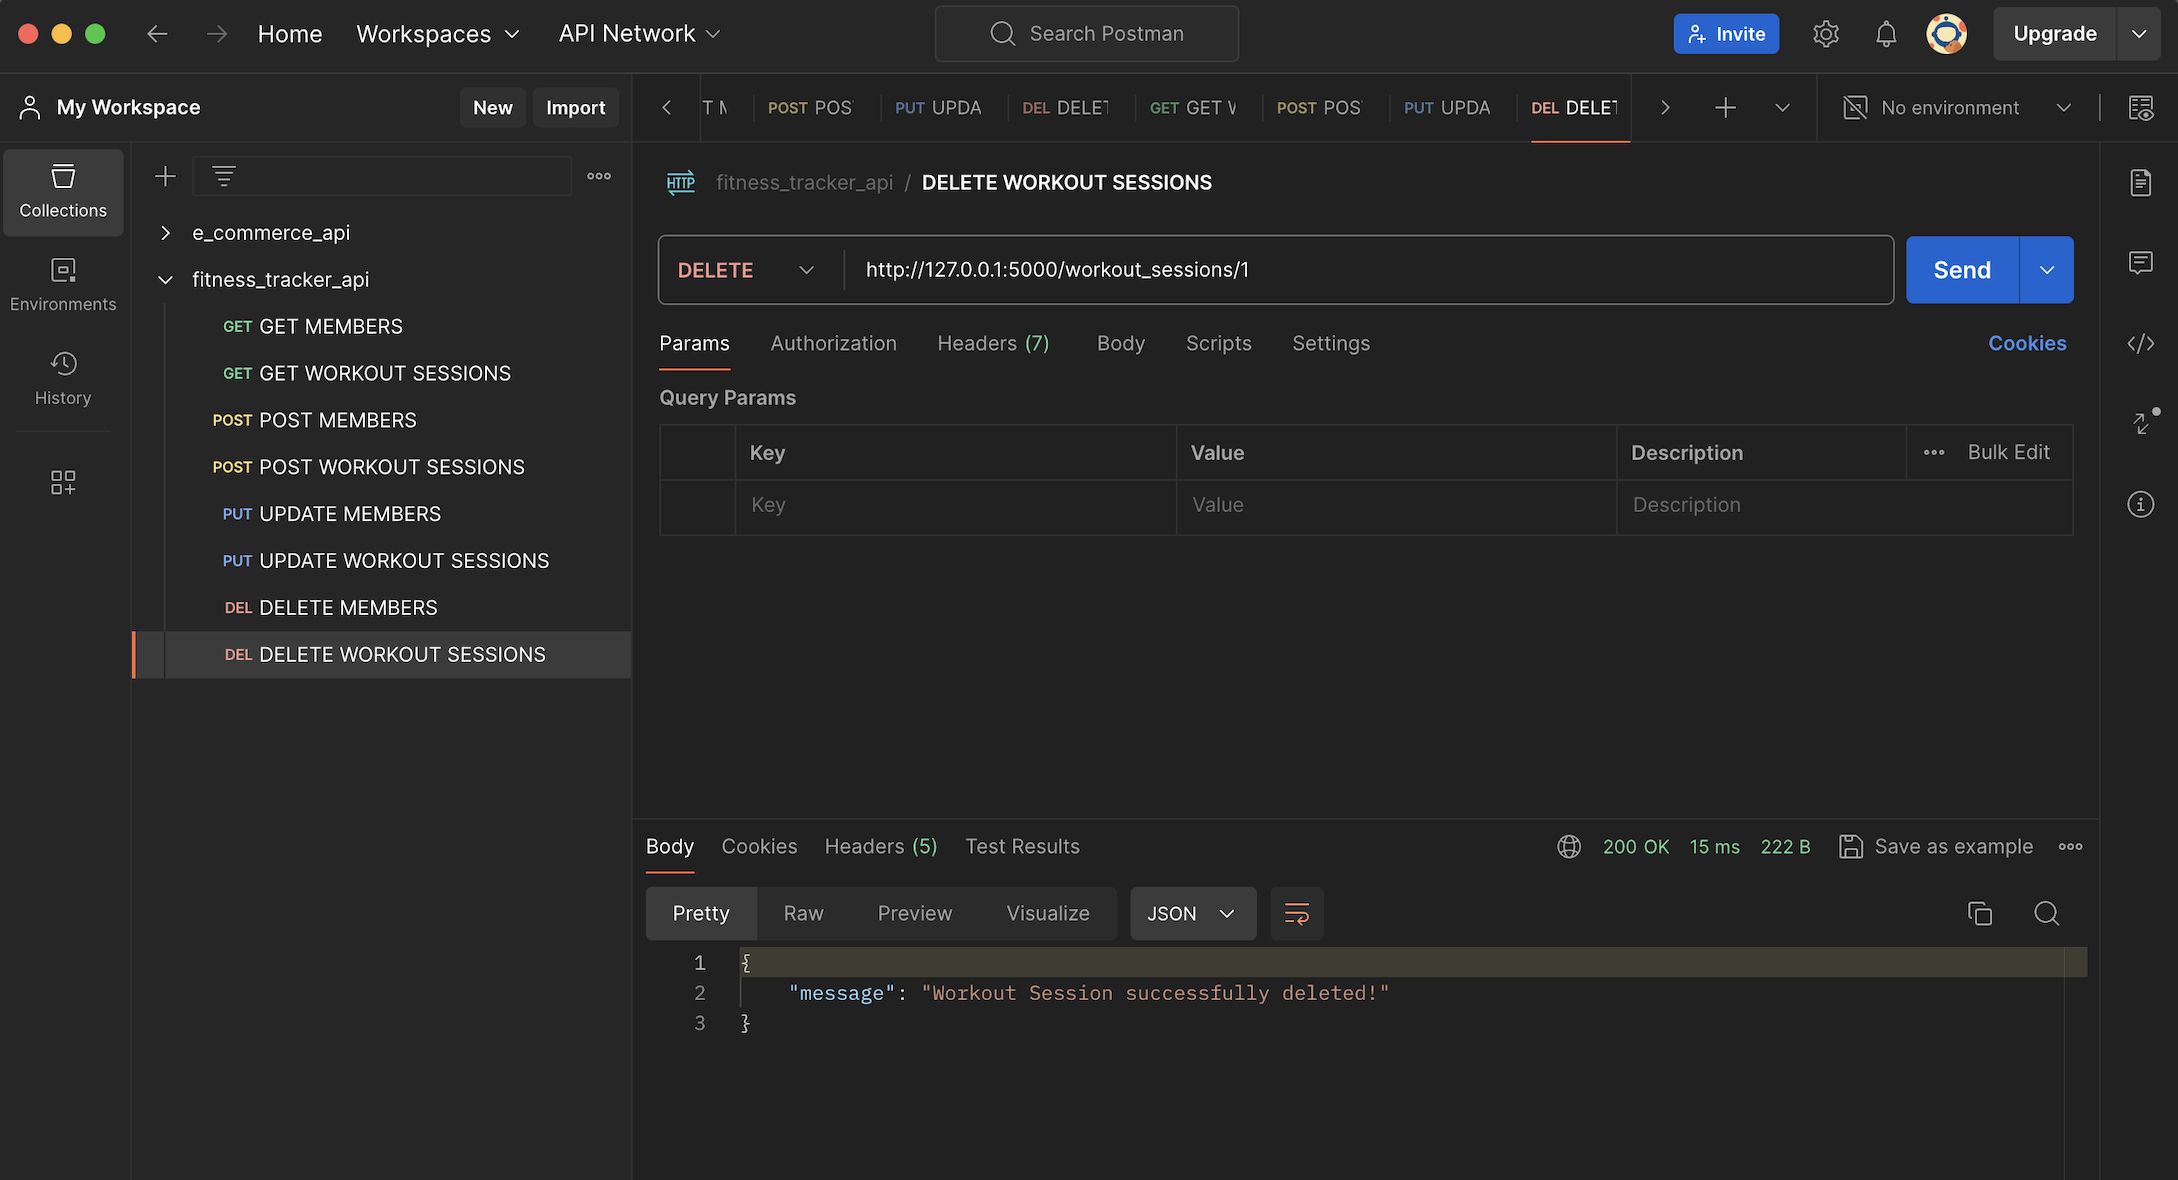 Home Workspaces API Network Search Postman Invite Upgrade
My Workspace New Import
T POST POS PUT UPDA DEL DELET GET GET POST POS PUT UPDA DEL DELET No environment
Collections
Environments
History
e_commerce_api
fitness_tracker_api
GET GET MEMBERS
GET GET WORKOUT SESSIONS
POST POST MEMBERS
POST POST WORKOUT SESSIONS
PUT UPDATE MEMBERS
PUT UPDATE WORKOUT SESSIONS
DEL DELETE MEMBERS
DEL DELETE WORKOUT SESSIONS
HTTP fitness_tracker_api / DELETE WORKOUT SESSIONS
DELETE http://127.0.0.1:5000/workout_sessions/1 Send
Params Authorization Headers (7) Body Scripts Settings Cookies
Query Params
Key Value Description Bulk Edit
Key Value Description
Body Cookies Headers (5) Test Results 200 OK 15 ms 222 B Save as example
Pretty Raw Preview Visualize JSON
1 {
2 "message": "Workout Session successfully deleted!"
3 }